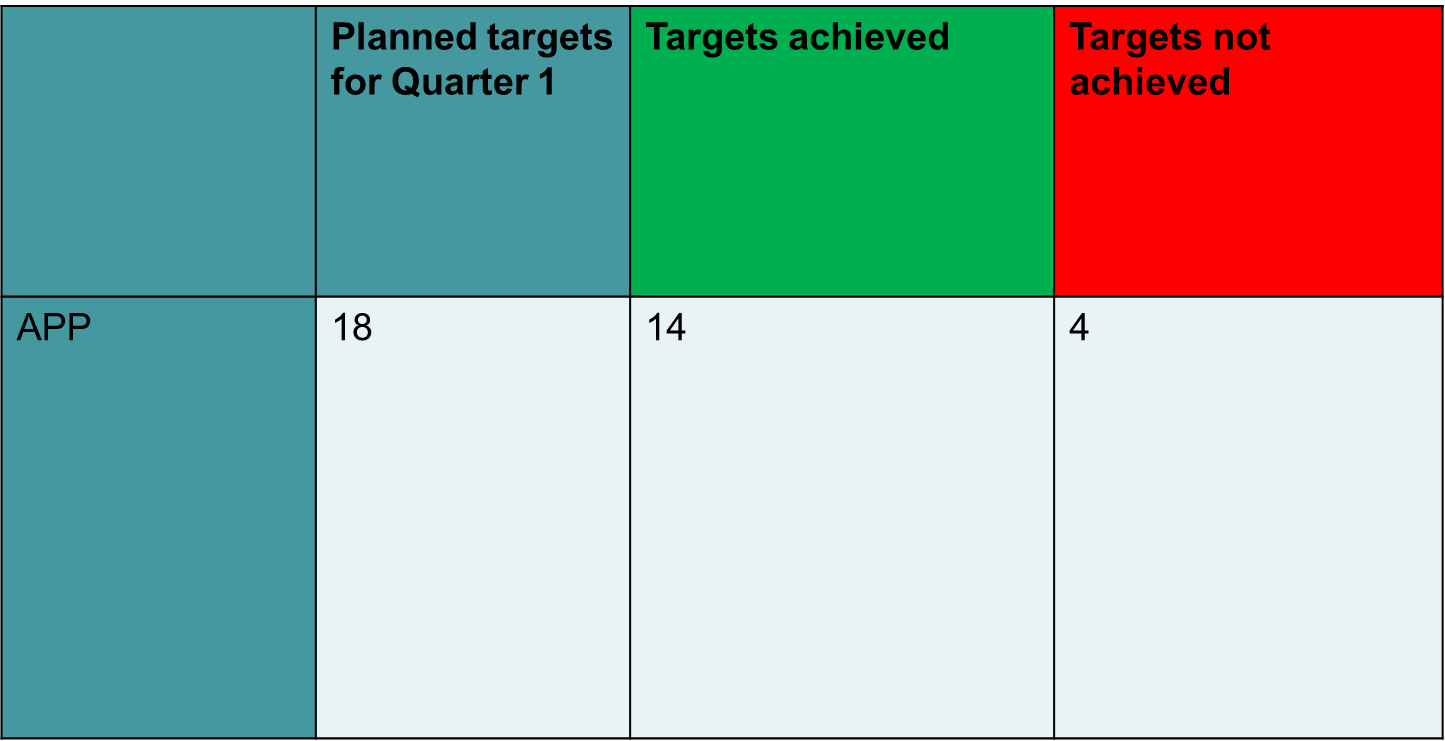 Planned targets
for Quarter 1
Targets achieved
Targets not
achieved
APP
18
14
4